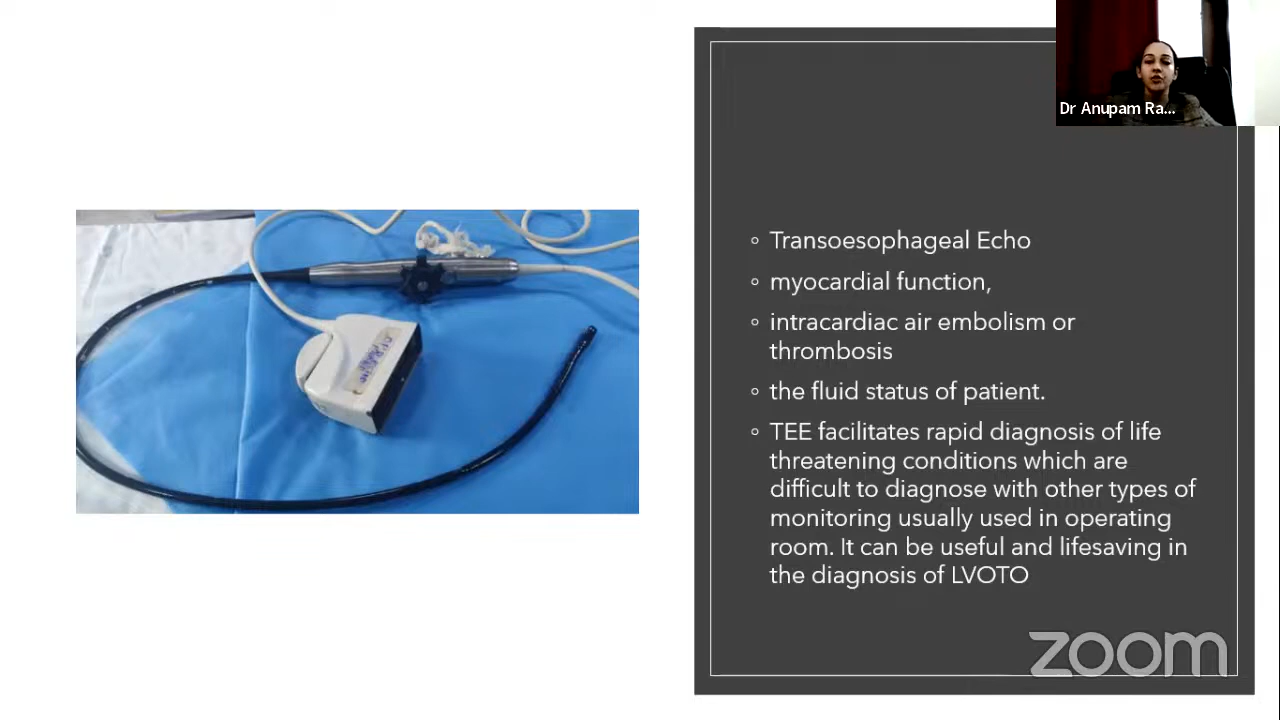 Dr Anupam Ra...
◦ Transoesophageal Echo
◦ myocardial function,
◦ intracardiac air embolism or
thrombosis
◦ the fluid status of patient.
◦ TEE facilitates rapid diagnosis of life
threatening conditions which are
difficult to diagnose with other types of
monitoring usually used in operating
room. It can be useful and lifesaving in
the diagnosis of LVOTO
zoom